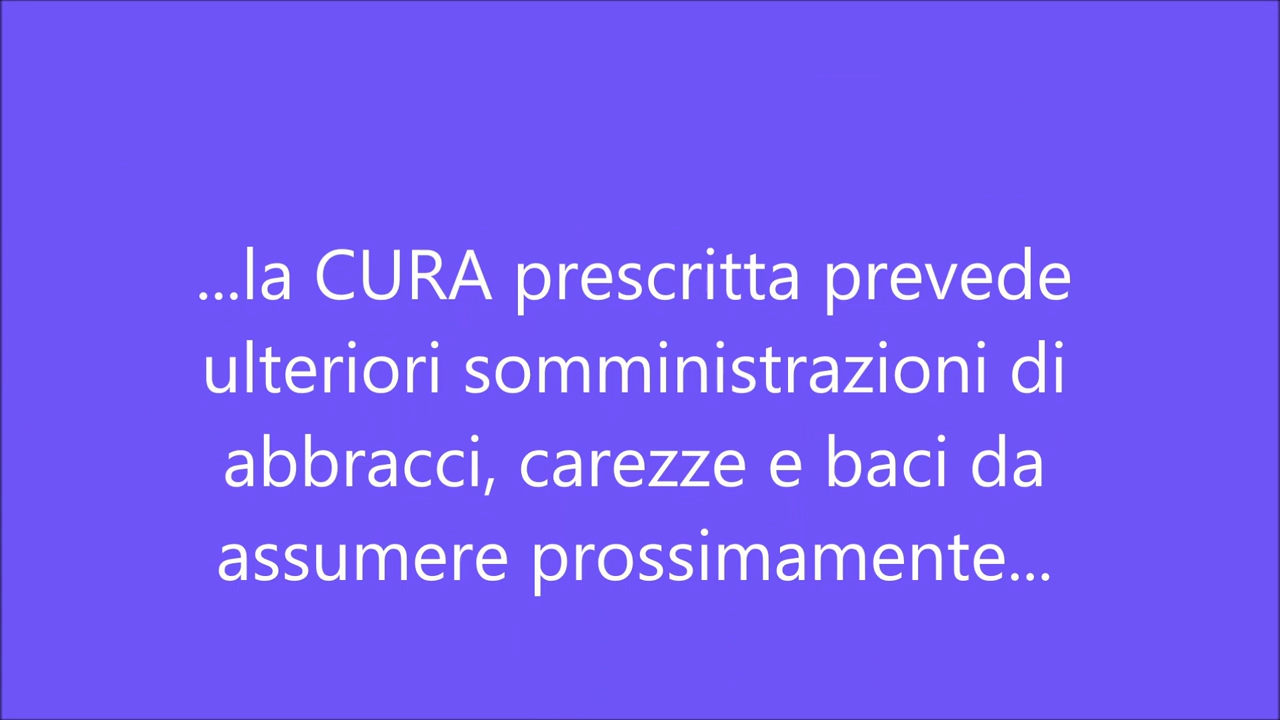 ...la CURA prescritta prevede
ulteriori somministrazioni di
abbracci, carezze e baci da
assumere prossimamente...